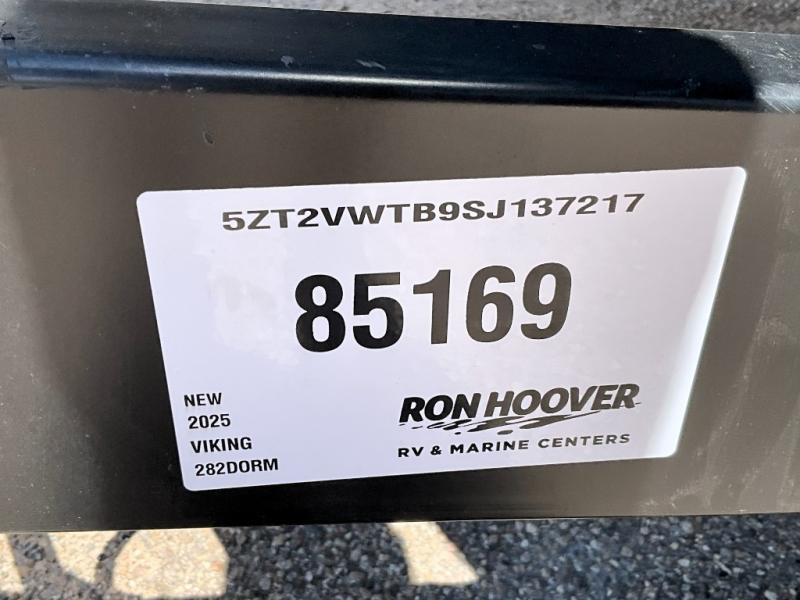 5ZT2VWTB9SJ137217
85169
NEW
2025
VIKING
282DORM
RON HOOVER
RV & MARINE CENTERS